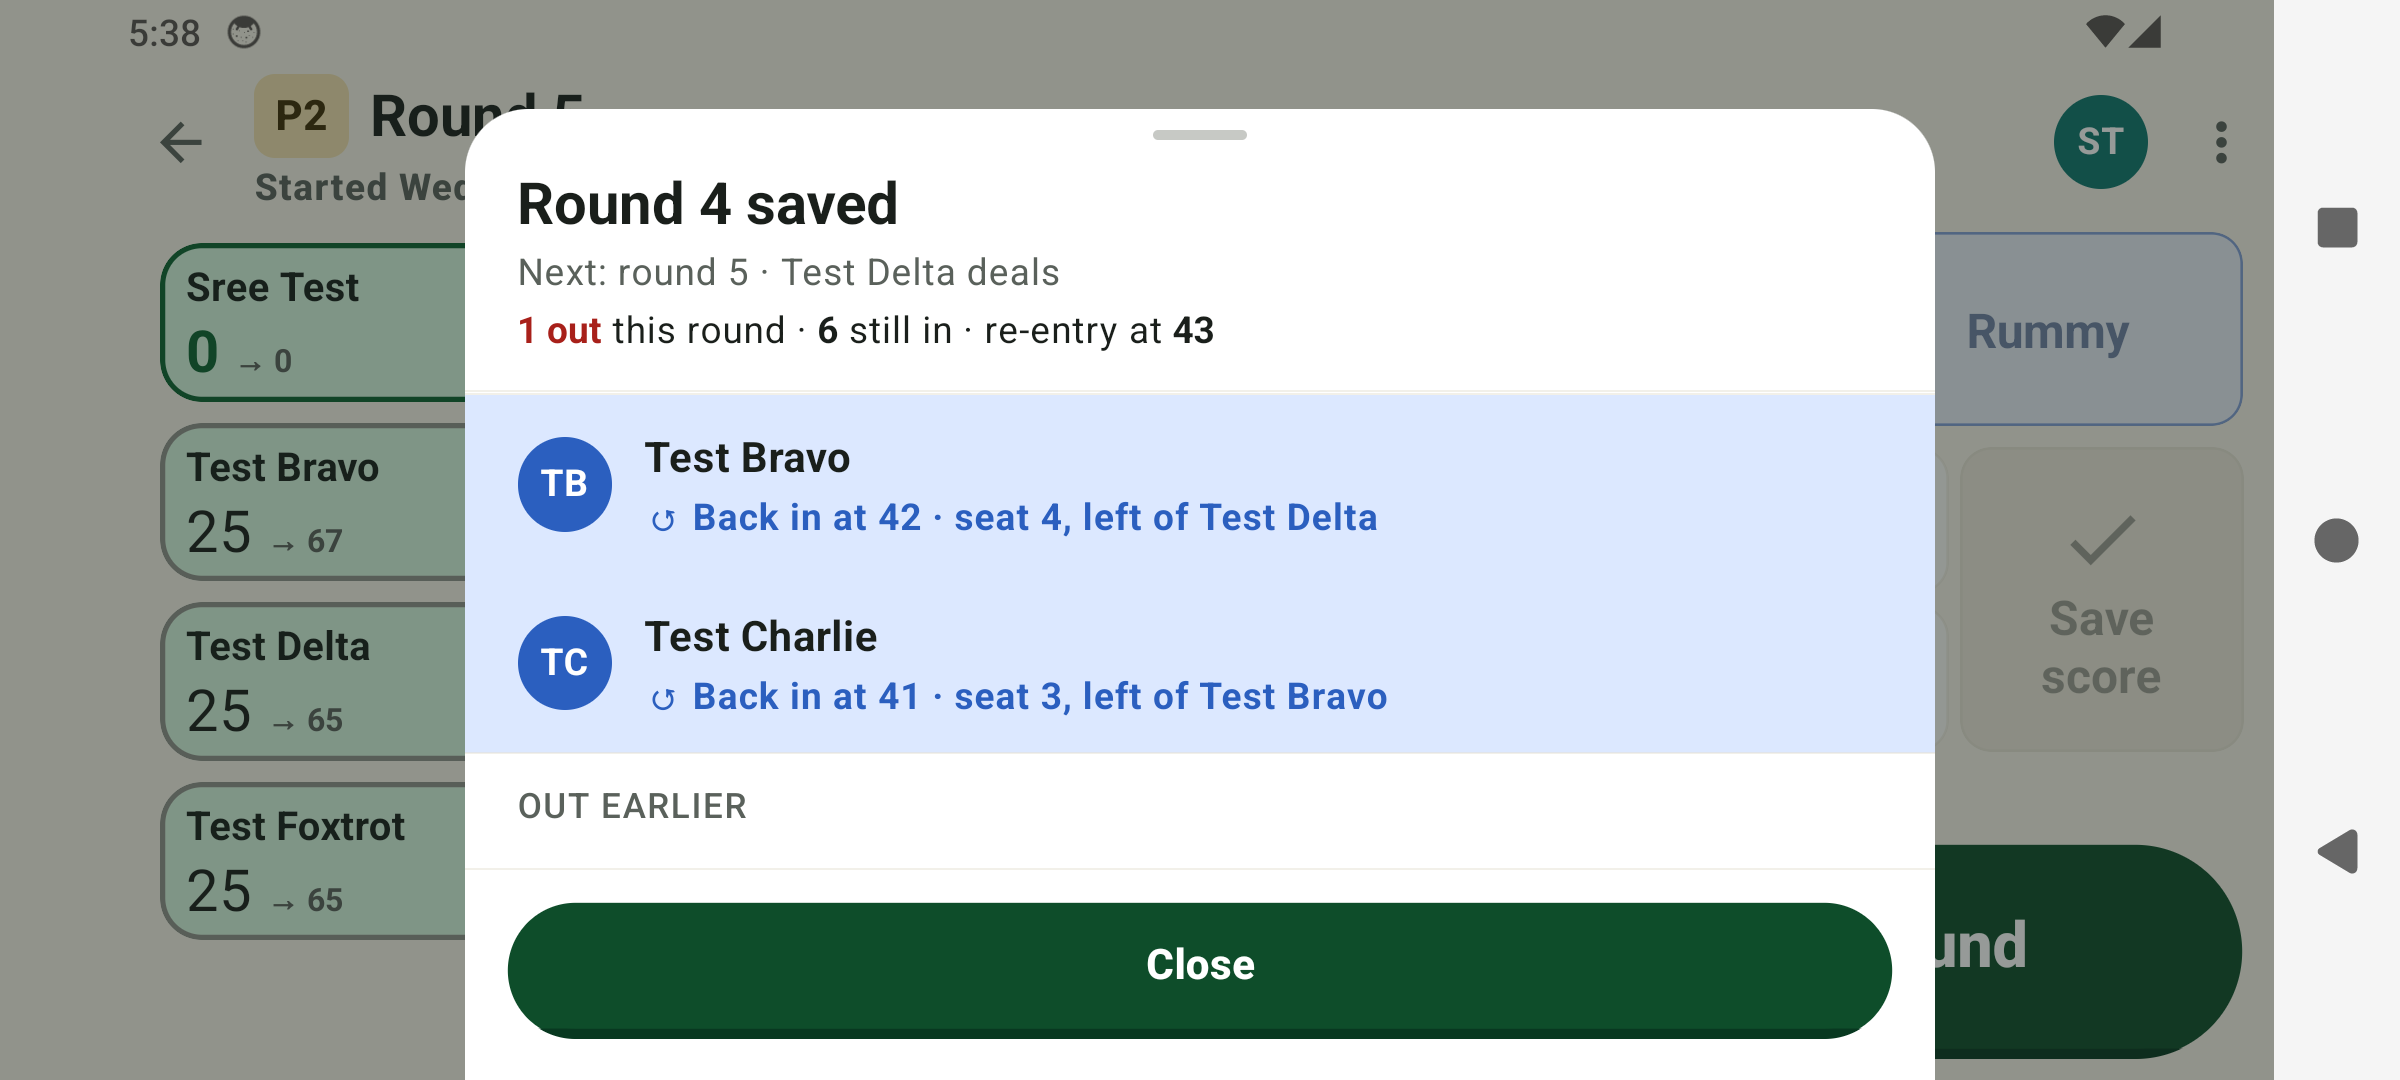 5:38
P2 Round 5
Started Wed
ST
Sree Test
0 → 0
Test Bravo
25 → 67
Test Delta
25 → 65
Test Foxtrot
25 → 65
Round 4 saved
Next: round 5 · Test Delta deals
1 out this round · 6 still in · re-entry at 43
TB
Test Bravo
↺ Back in at 42 · seat 4, left of Test Delta
TC
Test Charlie
↺ Back in at 41 · seat 3, left of Test Bravo
OUT EARLIER
Close
Rummy
Save
score
und